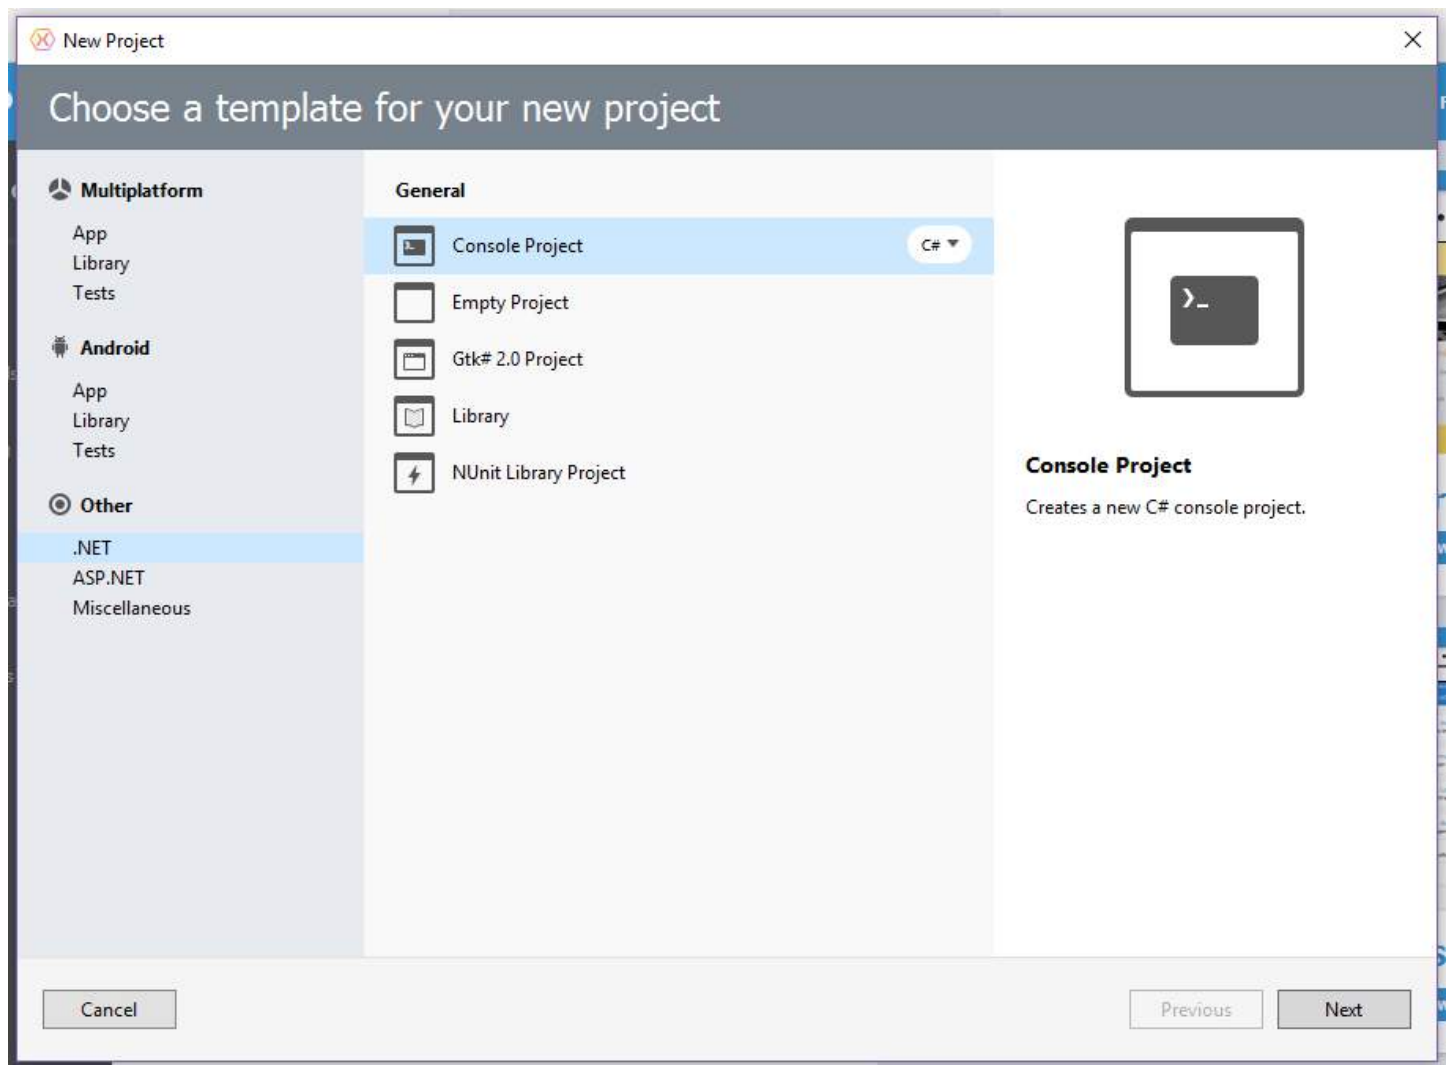 New Project
Choose a template for your new project
Multiplatform
App
Library
Tests
Android
App
Library
Tests
Other
.NET
ASP.NET
Miscellaneous
General
Console Project
C#
Empty Project
Gtk# 2.0 Project
Library
NUnit Library Project
>_
Console Project
Creates a new C# console project.
Cancel
Previous
Next